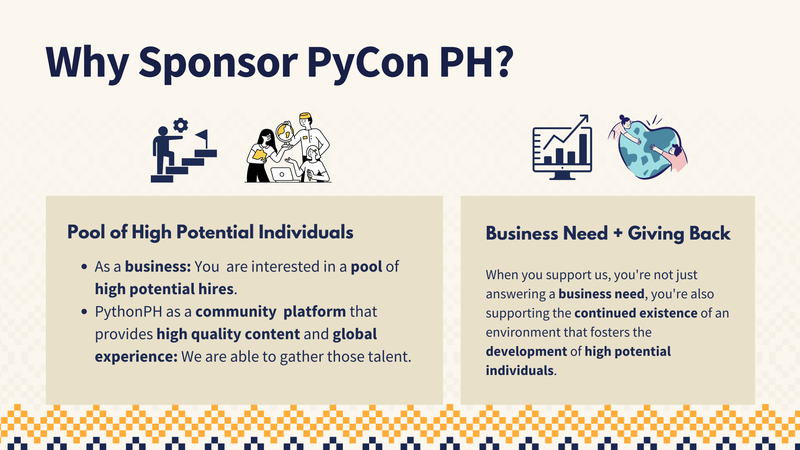 Why Sponsor PyCon PH?
Pool of High Potential Individuals
As a business: You  are interested in a pool of
high potential hires.
PythonPH as a community  platform that
provides high quality content and global
experience: We are able to gather those talent.
Business Need + Giving Back
When you support us, you're not just
answering a business need, you're also
supporting the continued existence of an
environment that fosters the
development of high potential
individuals.